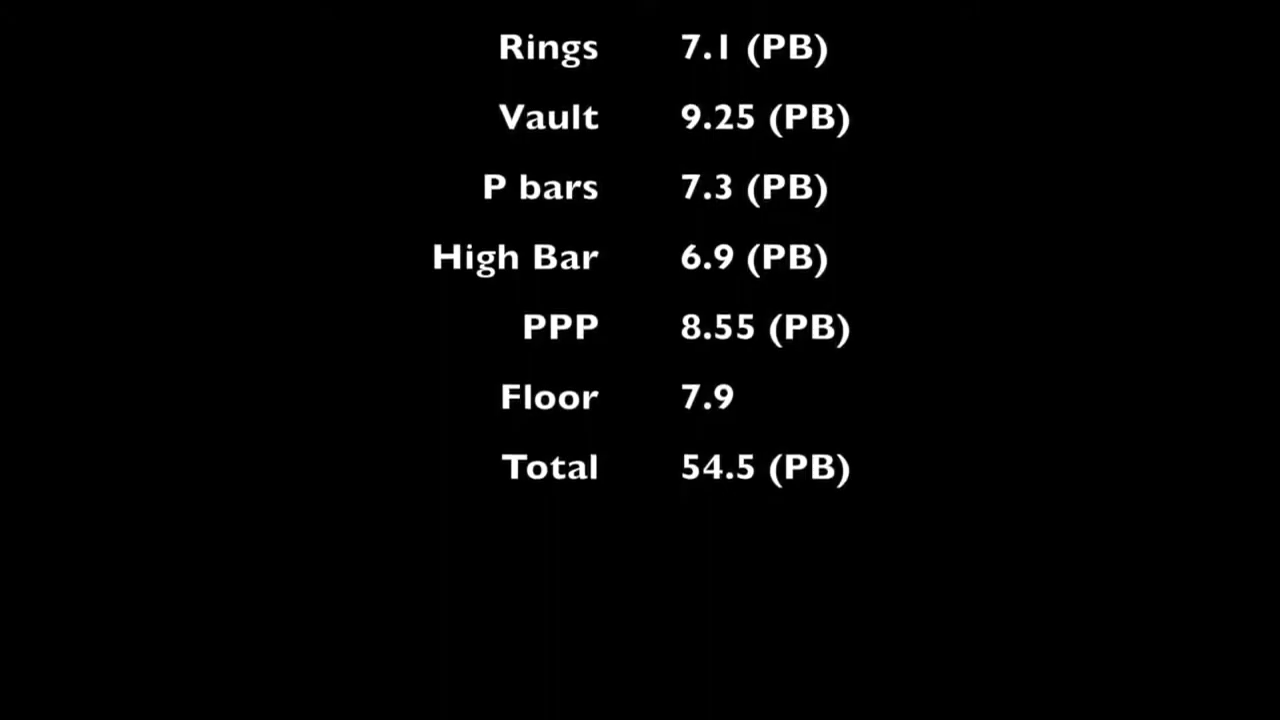 Rings 7.1 (PB)
Vault 9.25 (PB)
P bars 7.3 (PB)
High Bar 6.9 (PB)
PPP 8.55 (PB)
Floor 7.9
Total 54.5 (PB)